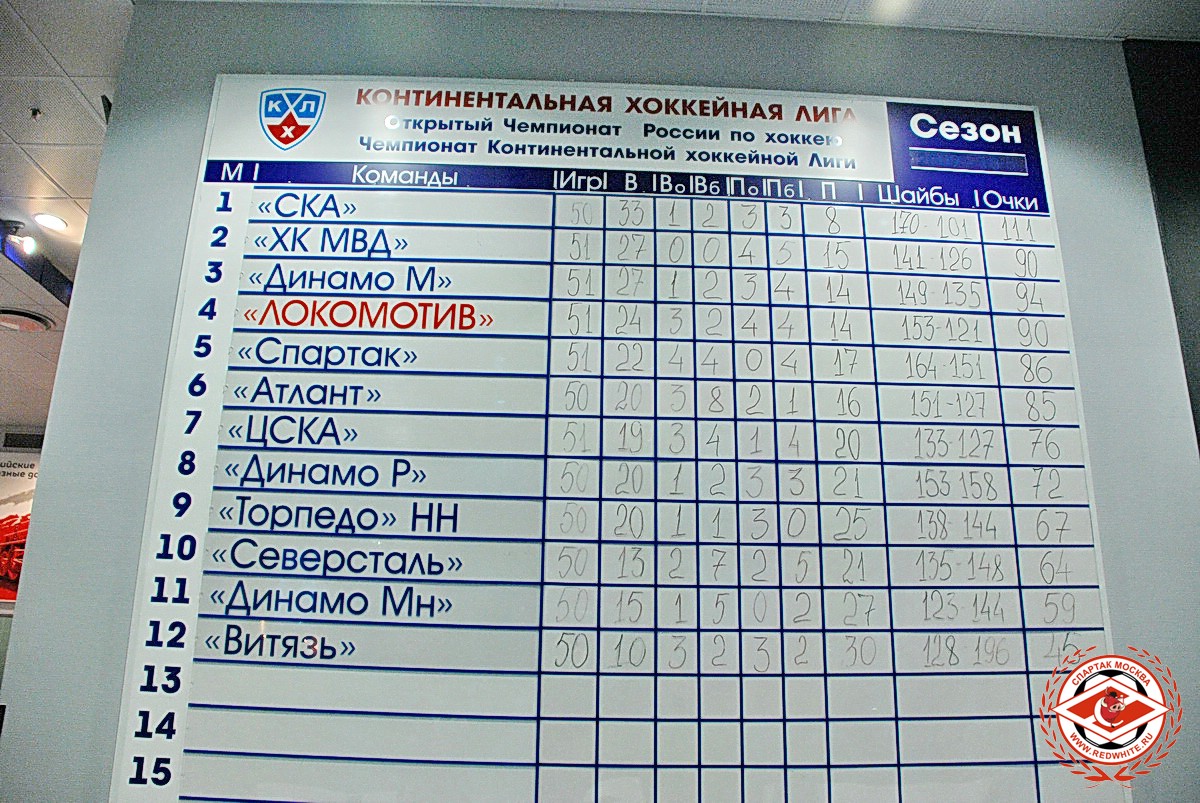 КХЛ
КОНТИНЕНТАЛЬНАЯ ХОККЕЙНАЯ ЛИГА
Открытый Чемпионат России по хоккею
Чемпионат Континентальной хоккейной Лиги
Сезон
М Команды Игр В Во Вб По Пб П Шайбы Очки
1 «СКА» 50 33 1 2 3 3 8 170-101 111
2 «ХК МВД» 51 27 0 0 4 5 15 141-126 90
3 «Динамо М» 51 27 1 2 3 4 14 149-135 94
4 «ЛОКОМОТИВ» 51 24 3 2 4 4 14 153-121 90
5 «Спартак» 51 22 4 4 0 4 17 164-151 86
6 «Атлант» 50 20 3 8 2 1 16 151-127 85
7 «ЦСКА» 51 19 3 4 1 4 20 133-127 76
8 «Динамо Р» 50 20 1 2 3 3 21 153 158 72
9 «Торпедо» НН 50 20 1 1 3 0 25 138-144 67
10 «Северсталь» 50 13 2 7 2 5 21 135-148 64
11 «Динамо Мн» 50 15 1 5 0 2 27 123-144 59
12 «Витязь» 50 10 3 2 3 2 30 128 196 45
13
14
15
СПАРТАК МОСКВА
WWW.REDWHITE.RU